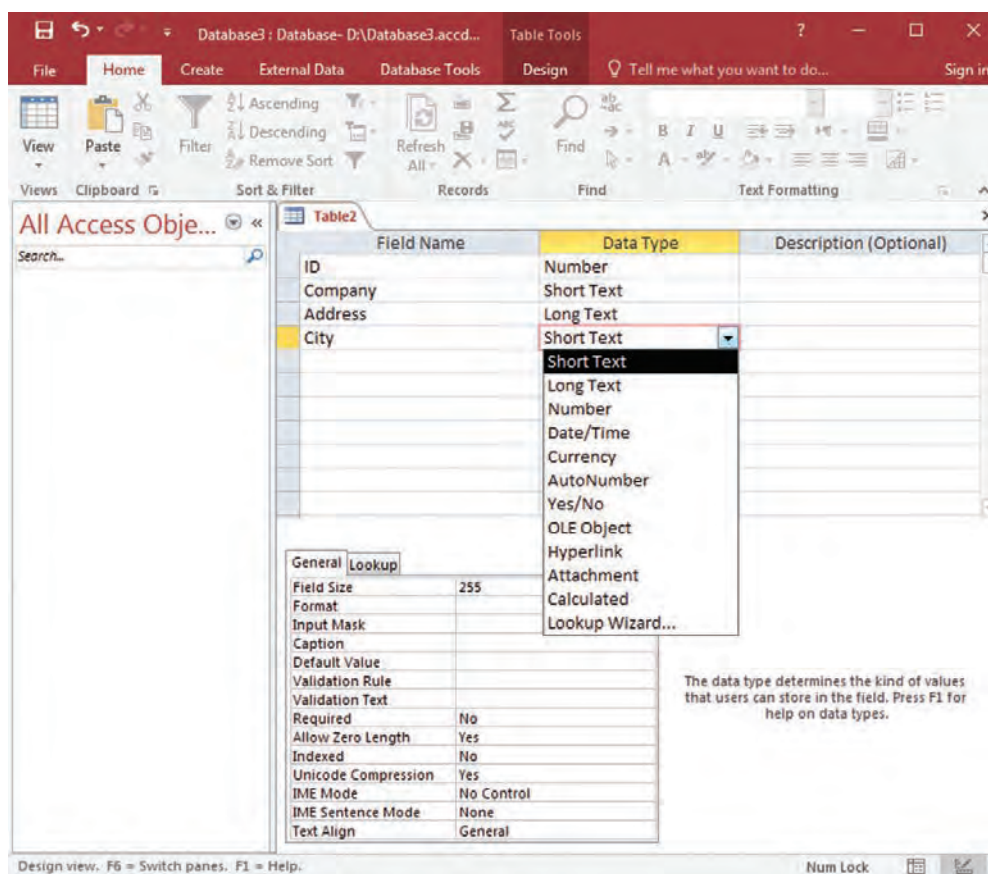 Database3 : Database- D:\Database3.accd... Table Tools ?
File Home Create External Data Database Tools Design Tell me what you want to do... Sign in
View Paste Filter Ascending Descending Remove Sort Refresh All Find ab ac ABC B I U A
Views Clipboard Sort & Filter Records Find Text Formatting
All Access Obje... «
Search...
Table2
Field Name Data Type Description (Optional)
ID Number
Company Short Text
Address Long Text
City Short Text
Short Text
Long Text
Number
Date/Time
Currency
AutoNumber
Yes/No
OLE Object
Hyperlink
Attachment
Calculated
Lookup Wizard...
General Lookup
Field Size 255
Format
Input Mask
Caption
Default Value
Validation Rule
Validation Text
Required No
Allow Zero Length Yes
Indexed No
Unicode Compression Yes
IME Mode No Control
IME Sentence Mode None
Text Align General
The data type determines the kind of values
that users can store in the field. Press F1 for
help on data types.
Design view. F6 = Switch panes. F1 = Help. Num Lock